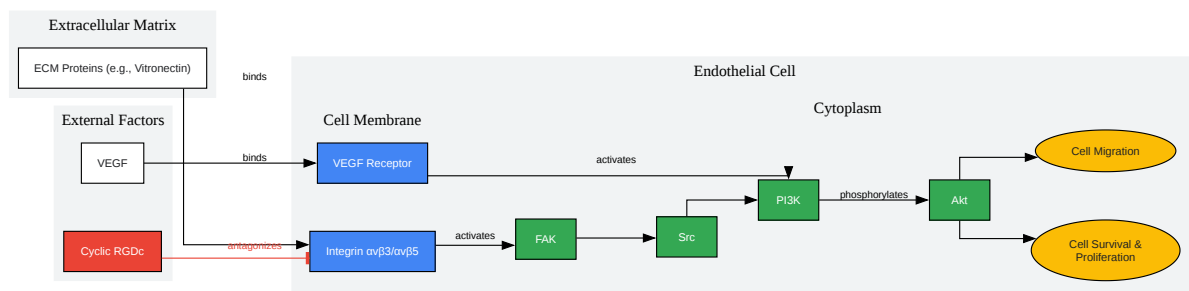 Extracellular Matrix
ECM Proteins (e.g., Vitronectin)
binds
Endothelial Cell
Cytoplasm
External Factors
Cell Membrane
VEGF
binds
VEGF Receptor
activates
Cell Migration
PI3K
phosphorylates
Akt
Cyclic RGDc
antagonizes
Integrin αvβ3/αvβ5
activates
FAK
Src
Cell Survival &
Proliferation